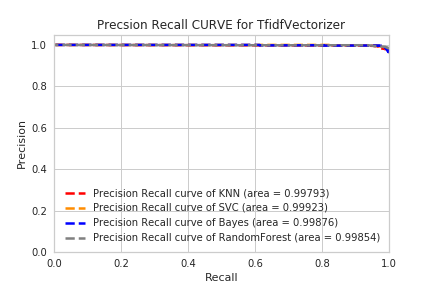 Precsion Recall CURVE for TfidfVectorizer
1.0
0.8
0.6
0.4
0.2
0.0
Precision
Precision Recall curve of KNN (area = 0.99793)
Precision Recall curve of SVC (area = 0.99923)
Precision Recall curve of Bayes (area = 0.99876)
Precision Recall curve of RandomForest (area = 0.99854)
0.0 0.2 0.4 0.6 0.8 1.0
Recall